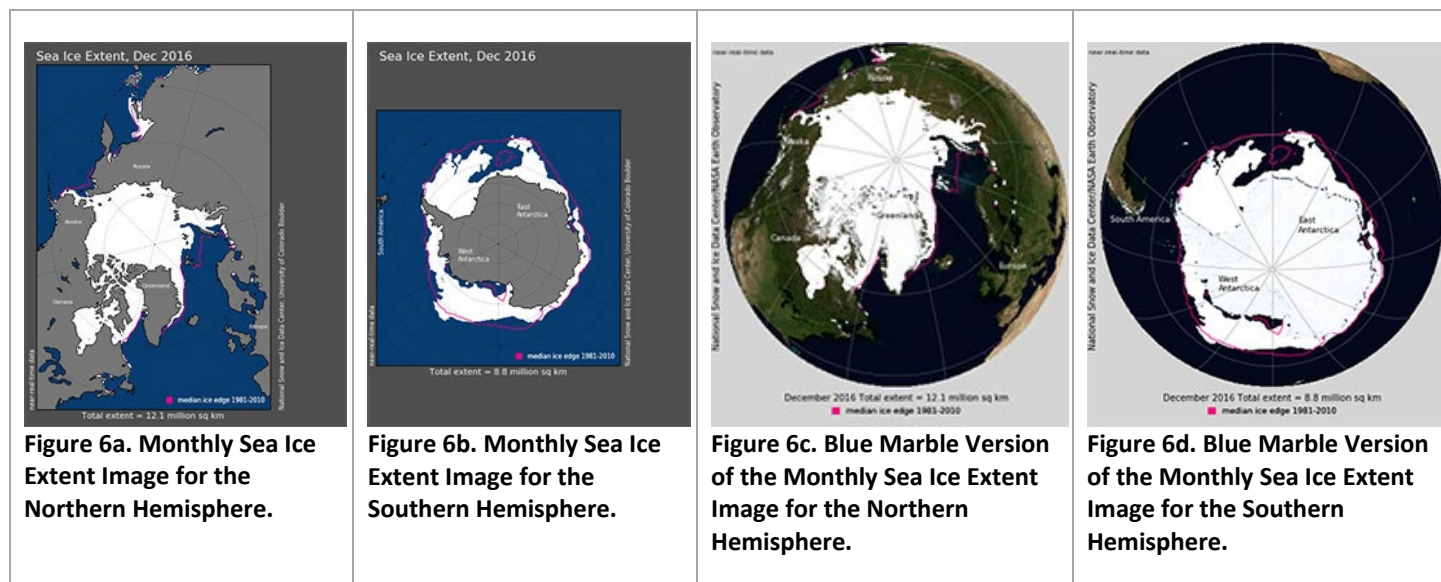 Sea Ice Extent, Dec 2016
Russia
Alaska
Canada
Greenland
Europe
near-real-time data
National Snow and Ice Data Center, University of Colorado Boulder
median ice edge 1981-2010
Total extent = 12.1 million sq km
Figure 6a. Monthly Sea Ice
Extent Image for the
Northern Hemisphere.
Sea Ice Extent, Dec 2016
South America
East
Antarctica
West
Antarctica
near-real-time data
National Snow and Ice Data Center, University of Colorado Boulder
median ice edge 1981-2010
Total extent = 8.8 million sq km
Figure 6b. Monthly Sea Ice
Extent Image for the
Southern Hemisphere.
near-real-time data
National Snow and Ice Data Center/NASA Earth Observatory
Alaska
Greenland
Canada
Europe
December 2016 Total extent = 12.1 million sq km
median ice edge 1981-2010
Figure 6c. Blue Marble Version
of the Monthly Sea Ice Extent
Image for the Northern
Hemisphere.
near-real-time data
National Snow and Ice Data Center/NASA Earth Observatory
South America
East
Antarctica
West
Antarctica
December 2016 Total extent = 8.8 million sq km
median ice edge 1981-2010
Figure 6d. Blue Marble Version
of the Monthly Sea Ice Extent
Image for the Southern
Hemisphere.